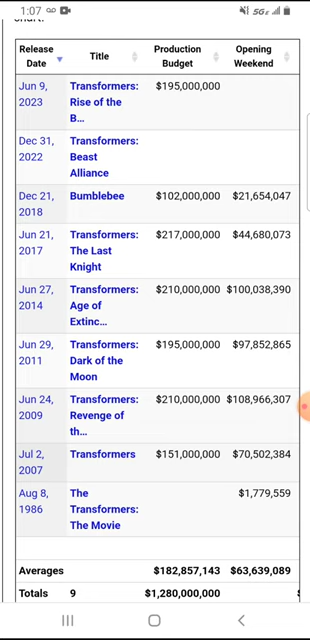 1:07
5GE
Release Date Title Production Budget Opening Weekend
Jun 9, 2023 Transformers: Rise of the B... $195,000,000
Dec 31, 2022 Transformers: Beast Alliance
Dec 21, 2018 Bumblebee $102,000,000 $21,654,047
Jun 21, 2017 Transformers: The Last Knight $217,000,000 $44,680,073
Jun 27, 2014 Transformers: Age of Extinc... $210,000,000 $100,038,390
Jun 29, 2011 Transformers: Dark of the Moon $195,000,000 $97,852,865
Jun 24, 2009 Transformers: Revenge of th... $210,000,000 $108,966,307
Jul 2, 2007 Transformers $151,000,000 $70,502,384
Aug 8, 1986 The Transformers: The Movie $1,779,559
Averages $182,857,143 $63,639,089
Totals 9 $1,280,000,000